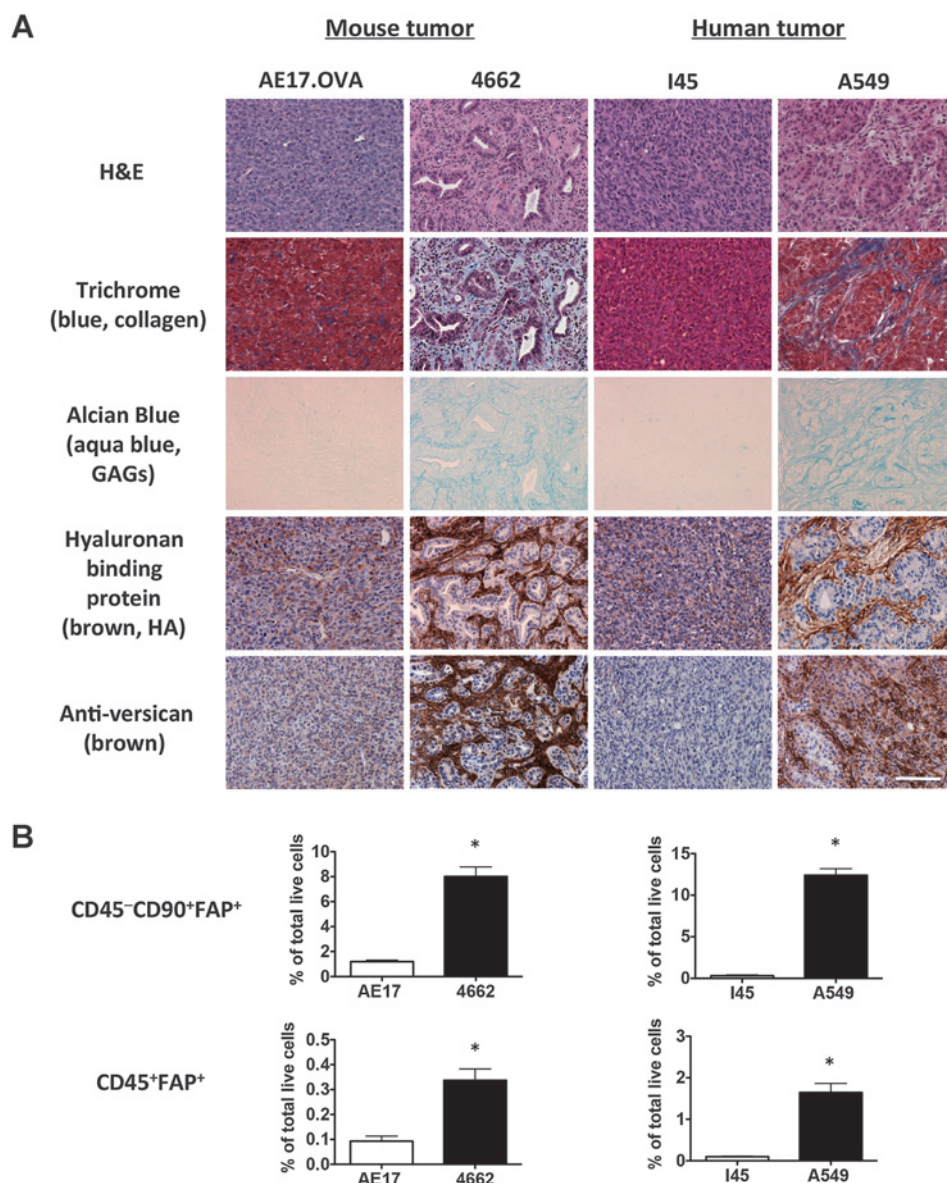 A
Mouse tumor
Human tumor
AE17.OVA
4662
I45
A549
H&E
Trichrome
(blue, collagen)
Alcian Blue
(aqua blue,
GAGs)
Hyaluronan
binding
protein
(brown, HA)
Anti-versican
(brown)
B
CD45⁻CD90⁺FAP⁺
% of total live cells
10
8
6
4
2
0
*
AE17
4662
% of total live cells
15
10
5
0
*
I45
A549
CD45⁺FAP⁺
% of total live cells
0.5
0.4
0.3
0.2
0.1
0.0
*
AE17
4662
% of total live cells
3
2
1
0
*
I45
A549